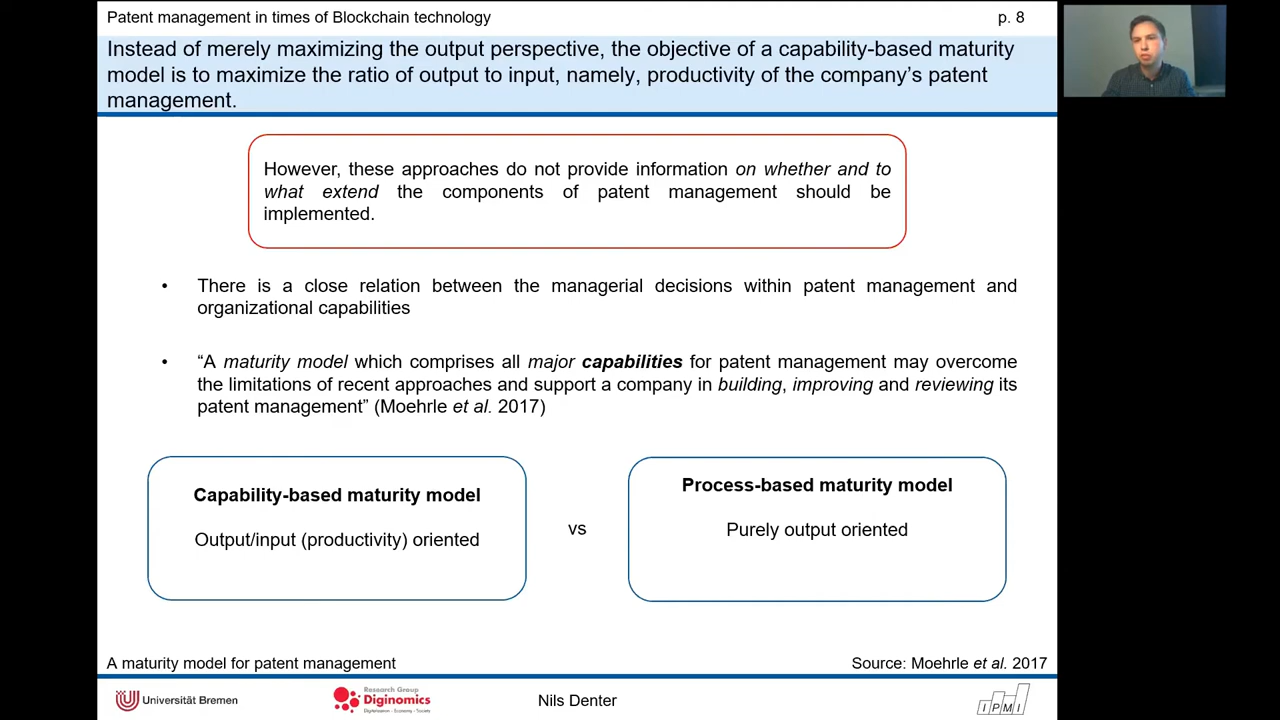 Patent management in times of Blockchain technology p. 8
Instead of merely maximizing the output perspective, the objective of a capability-based maturity
model is to maximize the ratio of output to input, namely, productivity of the company's patent
management.
However, these approaches do not provide information on whether and to
what extend the components of patent management should be
implemented.
• There is a close relation between the managerial decisions within patent management and
organizational capabilities
• “A maturity model which comprises all major capabilities for patent management may overcome
the limitations of recent approaches and support a company in building, improving and reviewing its
patent management” (Moehrle et al. 2017)
Capability-based maturity model
Output/input (productivity) oriented
vs
Process-based maturity model
Purely output oriented
A maturity model for patent management Source: Moehrle et al. 2017
Universität Bremen
Research Group
Diginomics
Digitalization - Economy - Society
Nils Denter
IPMI